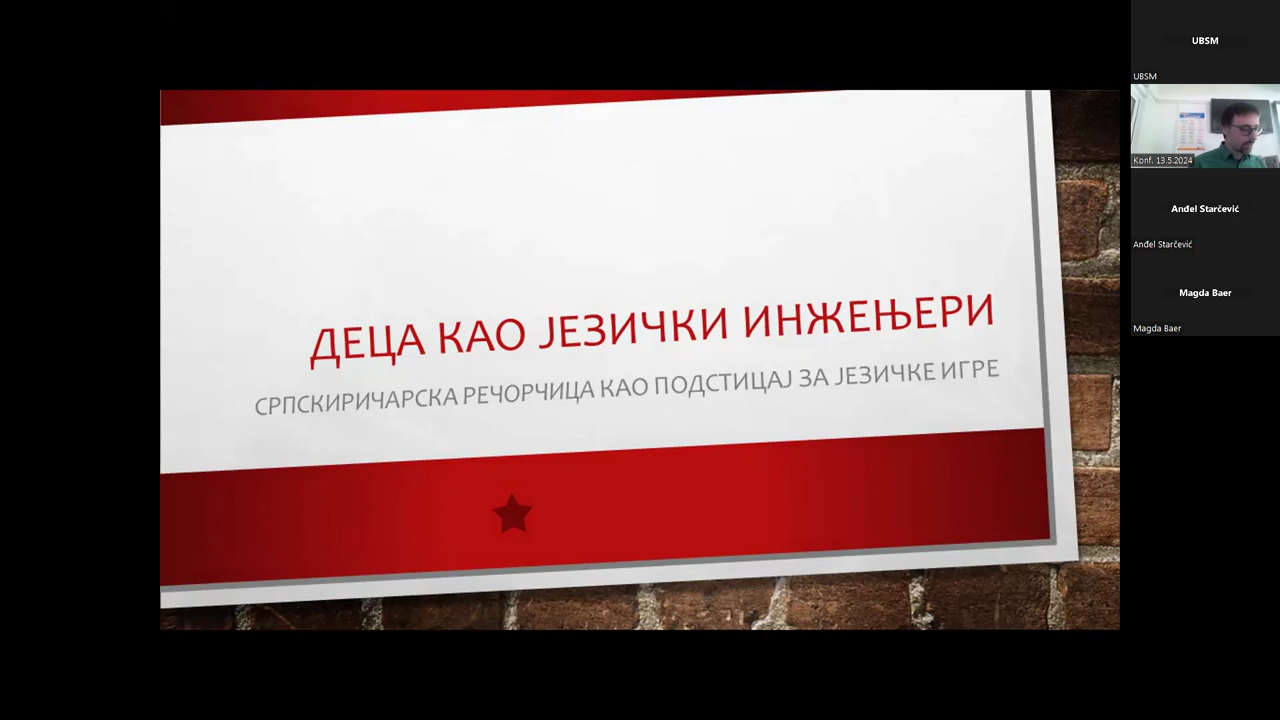 ДЕЦА КАО ЈЕЗИЧКИ ИНЖЕЊЕРИ
СРПСКИРИЧАРСКА РЕЧОРЧИЦА КАО ПОДСТИЦАЈ ЗА ЈЕЗИЧКЕ ИГРЕ
UBSM
UBSM
Konf. 13.5.2024
Anđel Starčević
Anđel Starčević
Magda Baer
Magda Baer